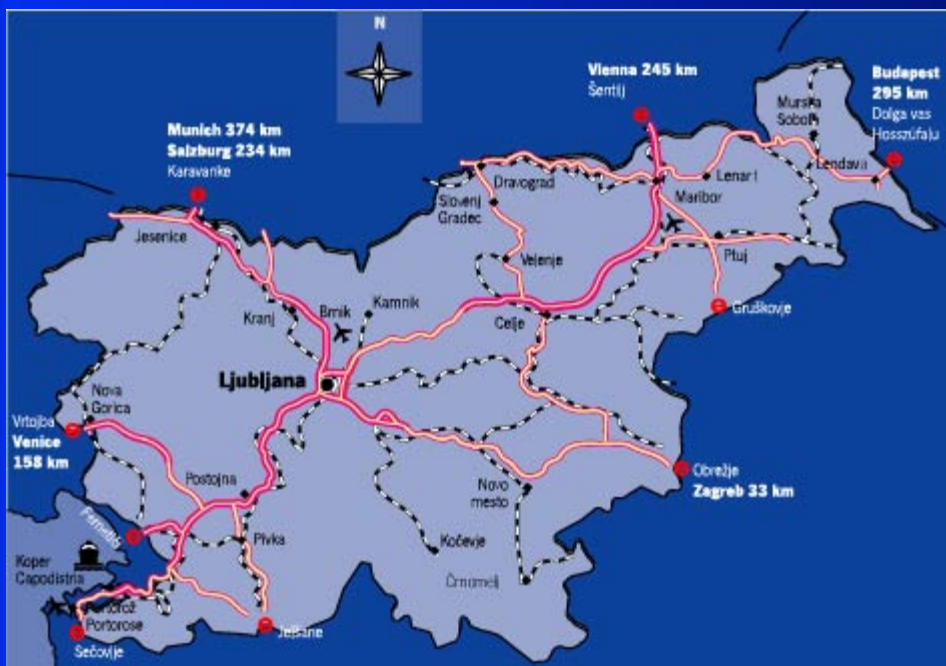 N
Vienna 245 km
Šentilj
Budapest
295 km
Dolga vas
Hosszúfalu
Murska
Sobota
Munich 374 km
Salzburg 234 km
Karavanke
Lendava
Lenart
Dravograd
Slovenj
Gradec
Maribor
Jesenice
Ptuj
Velenje
Kranj
Brnik
Kamnik
Celje
Gruškovje
Ljubljana
Nova
Gorica
Vrtojba
Venice
158 km
Postojna
Novo
mesto
Obrežje
Zagreb 33 km
Fernetiči
Pivka
Kočevje
Koper
Capodistria
Črnomelj
Portorož
Portorose
Jelšane
Sečovlje